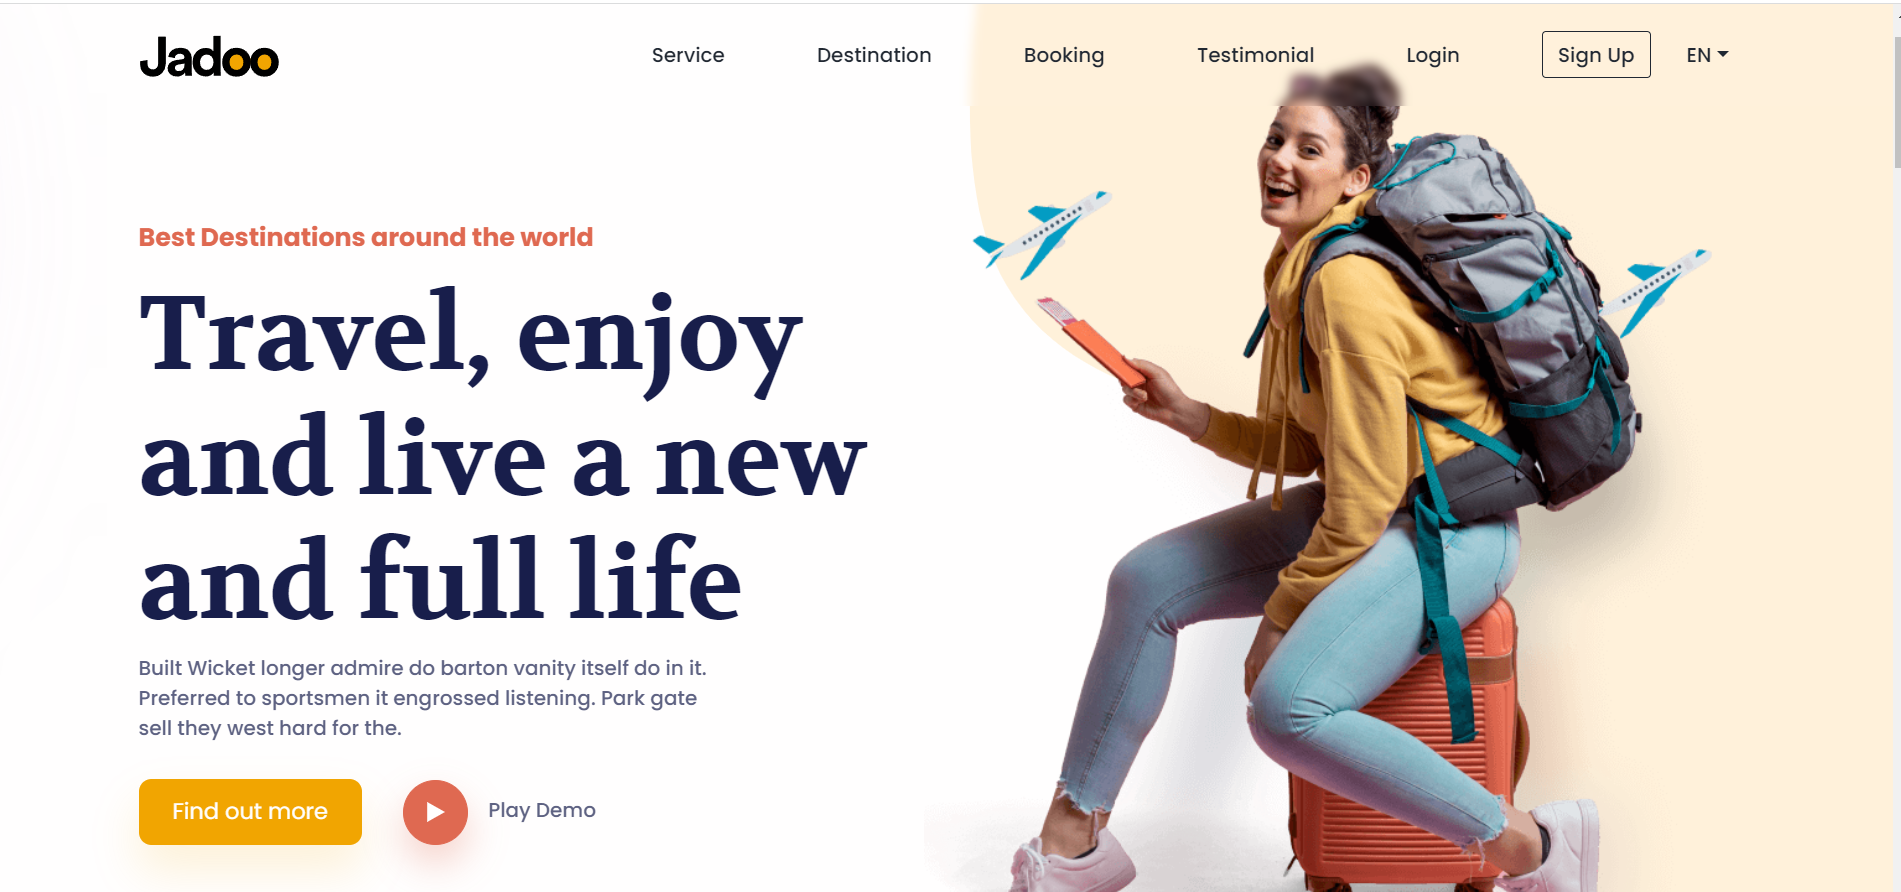 Jadoo
Service Destination Booking Testimonial Login Sign Up EN
Best Destinations around the world
Travel, enjoy
and live a new
and full life
Built Wicket longer admire do barton vanity itself do in it.
Preferred to sportsmen it engrossed listening. Park gate
sell they west hard for the.
Find out more
Play Demo